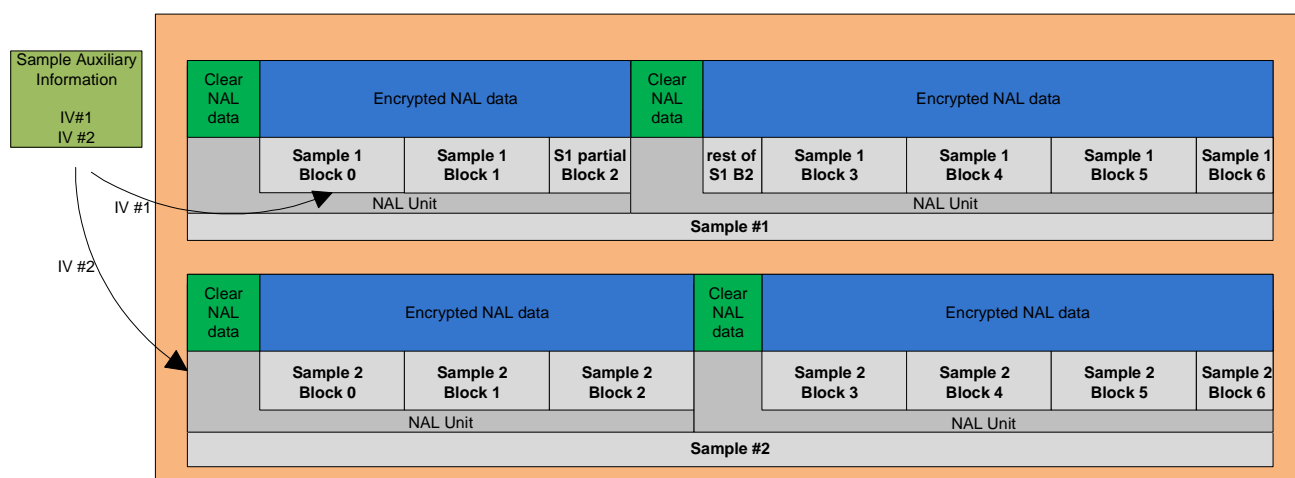 Sample Auxiliary
Information
IV#1
IV #2
IV #1
IV #2
Clear
NAL
data
Encrypted NAL data
Clear
NAL
data
Encrypted NAL data
Sample 1
Block 0
Sample 1
Block 1
S1 partial
Block 2
rest of
S1 B2
Sample 1
Block 3
Sample 1
Block 4
Sample 1
Block 5
Sample 1
Block 6
NAL Unit
NAL Unit
Sample #1
Clear
NAL
data
Encrypted NAL data
Clear
NAL
data
Encrypted NAL data
Sample 2
Block 0
Sample 2
Block 1
Sample 2
Block 2
Sample 2
Block 3
Sample 2
Block 4
Sample 2
Block 5
Sample 2
Block 6
NAL Unit
NAL Unit
Sample #2